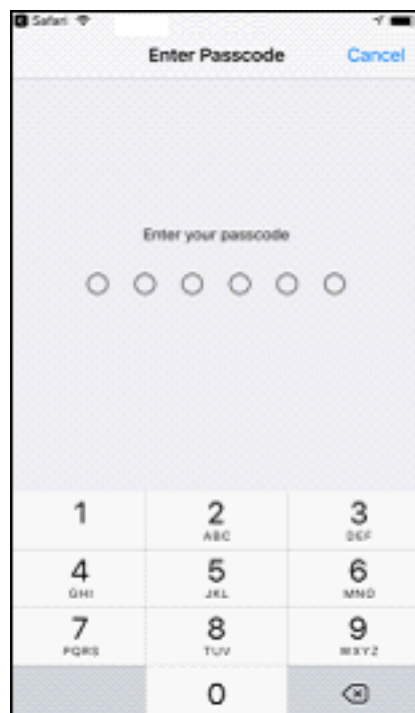 Safari
Enter Passcode Cancel
Enter your passcode
1 2 3
ABC DEF
4 5 6
GHI JKL MNO
7 8 9
PQRS TUV WXYZ
0